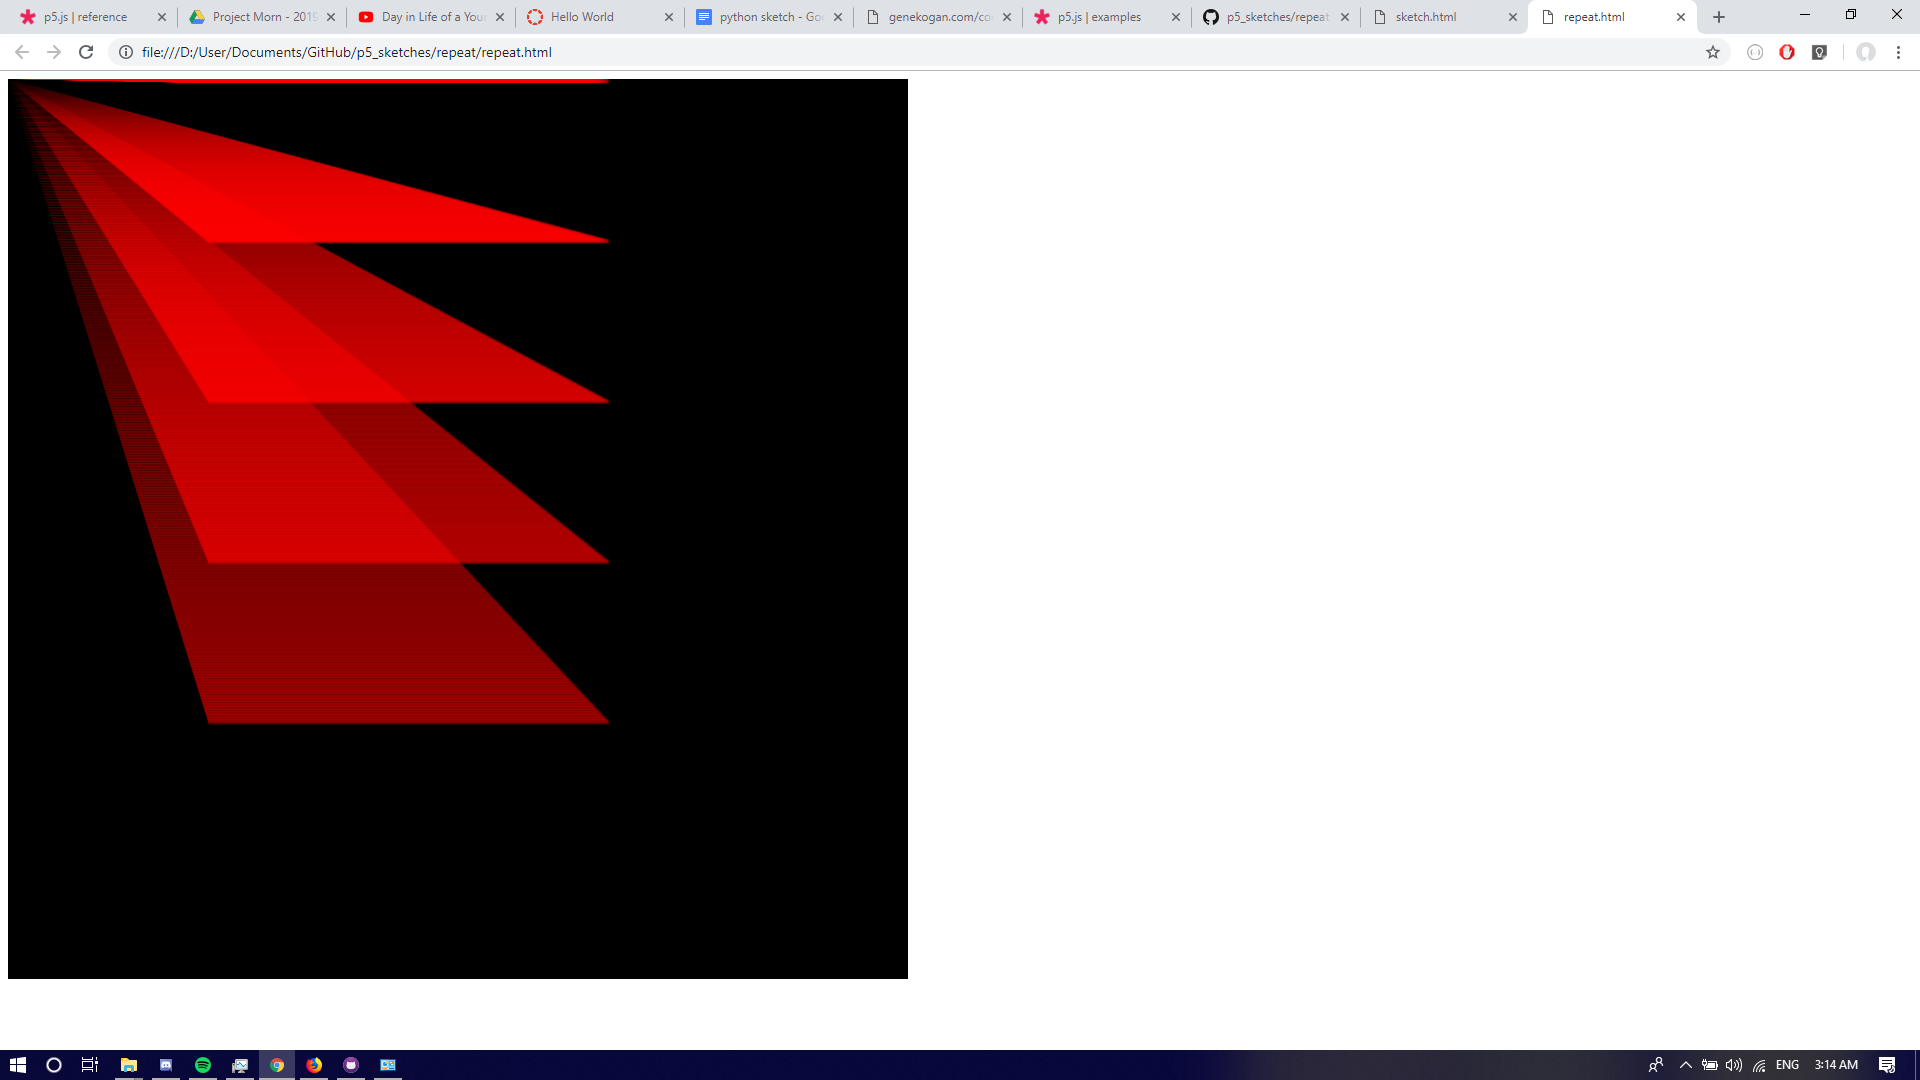 p5.js | reference
Project Morn - 2019
Day in Life of a Your
Hello World
python sketch - Goo
genekogan.com/co
p5.js | examples
p5_sketches/repeat
sketch.html
repeat.html
file:///D:/User/Documents/GitHub/p5_sketches/repeat/repeat.html
ENG
3:14 AM